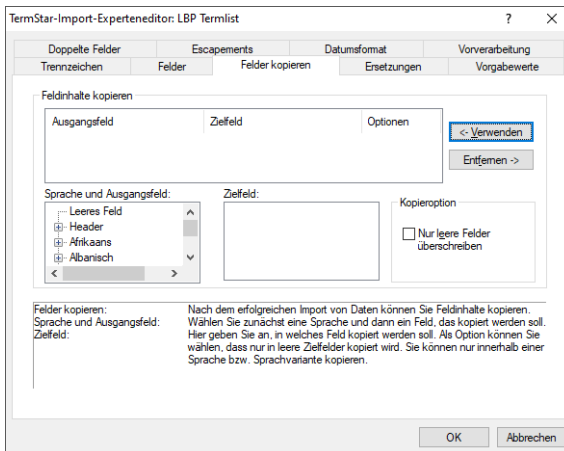 TermStar-Import-Experteneditor: LBP Termlist
Doppelte Felder
Escapements
Datumsformat
Vorverarbeitung
Trennzeichen
Felder
Felder kopieren
Ersetzungen
Vorgabewerte
Feldinhalte kopieren
Ausgangsfeld
Zielfeld
Optionen
<- Verwenden
Entfernen ->
Sprache und Ausgangsfeld:
Zielfeld:
Leeres Feld
Header
Afrikaans
Albanisch
Kopieroption
Nur leere Felder
überschreiben
Felder kopieren: Nach dem erfolgreichen Import von Daten können Sie Feldinhalte kopieren.
Sprache und Ausgangsfeld: Wählen Sie zunächst eine Sprache und dann ein Feld, das kopiert werden soll.
Zielfeld: Hier geben Sie an, in welches Feld kopiert werden soll. Als Option können Sie
wählen, dass nur in leere Zielfelder kopiert wird. Sie können nur innerhalb einer
Sprache bzw. Sprachvariante kopieren.
OK
Abbrechen